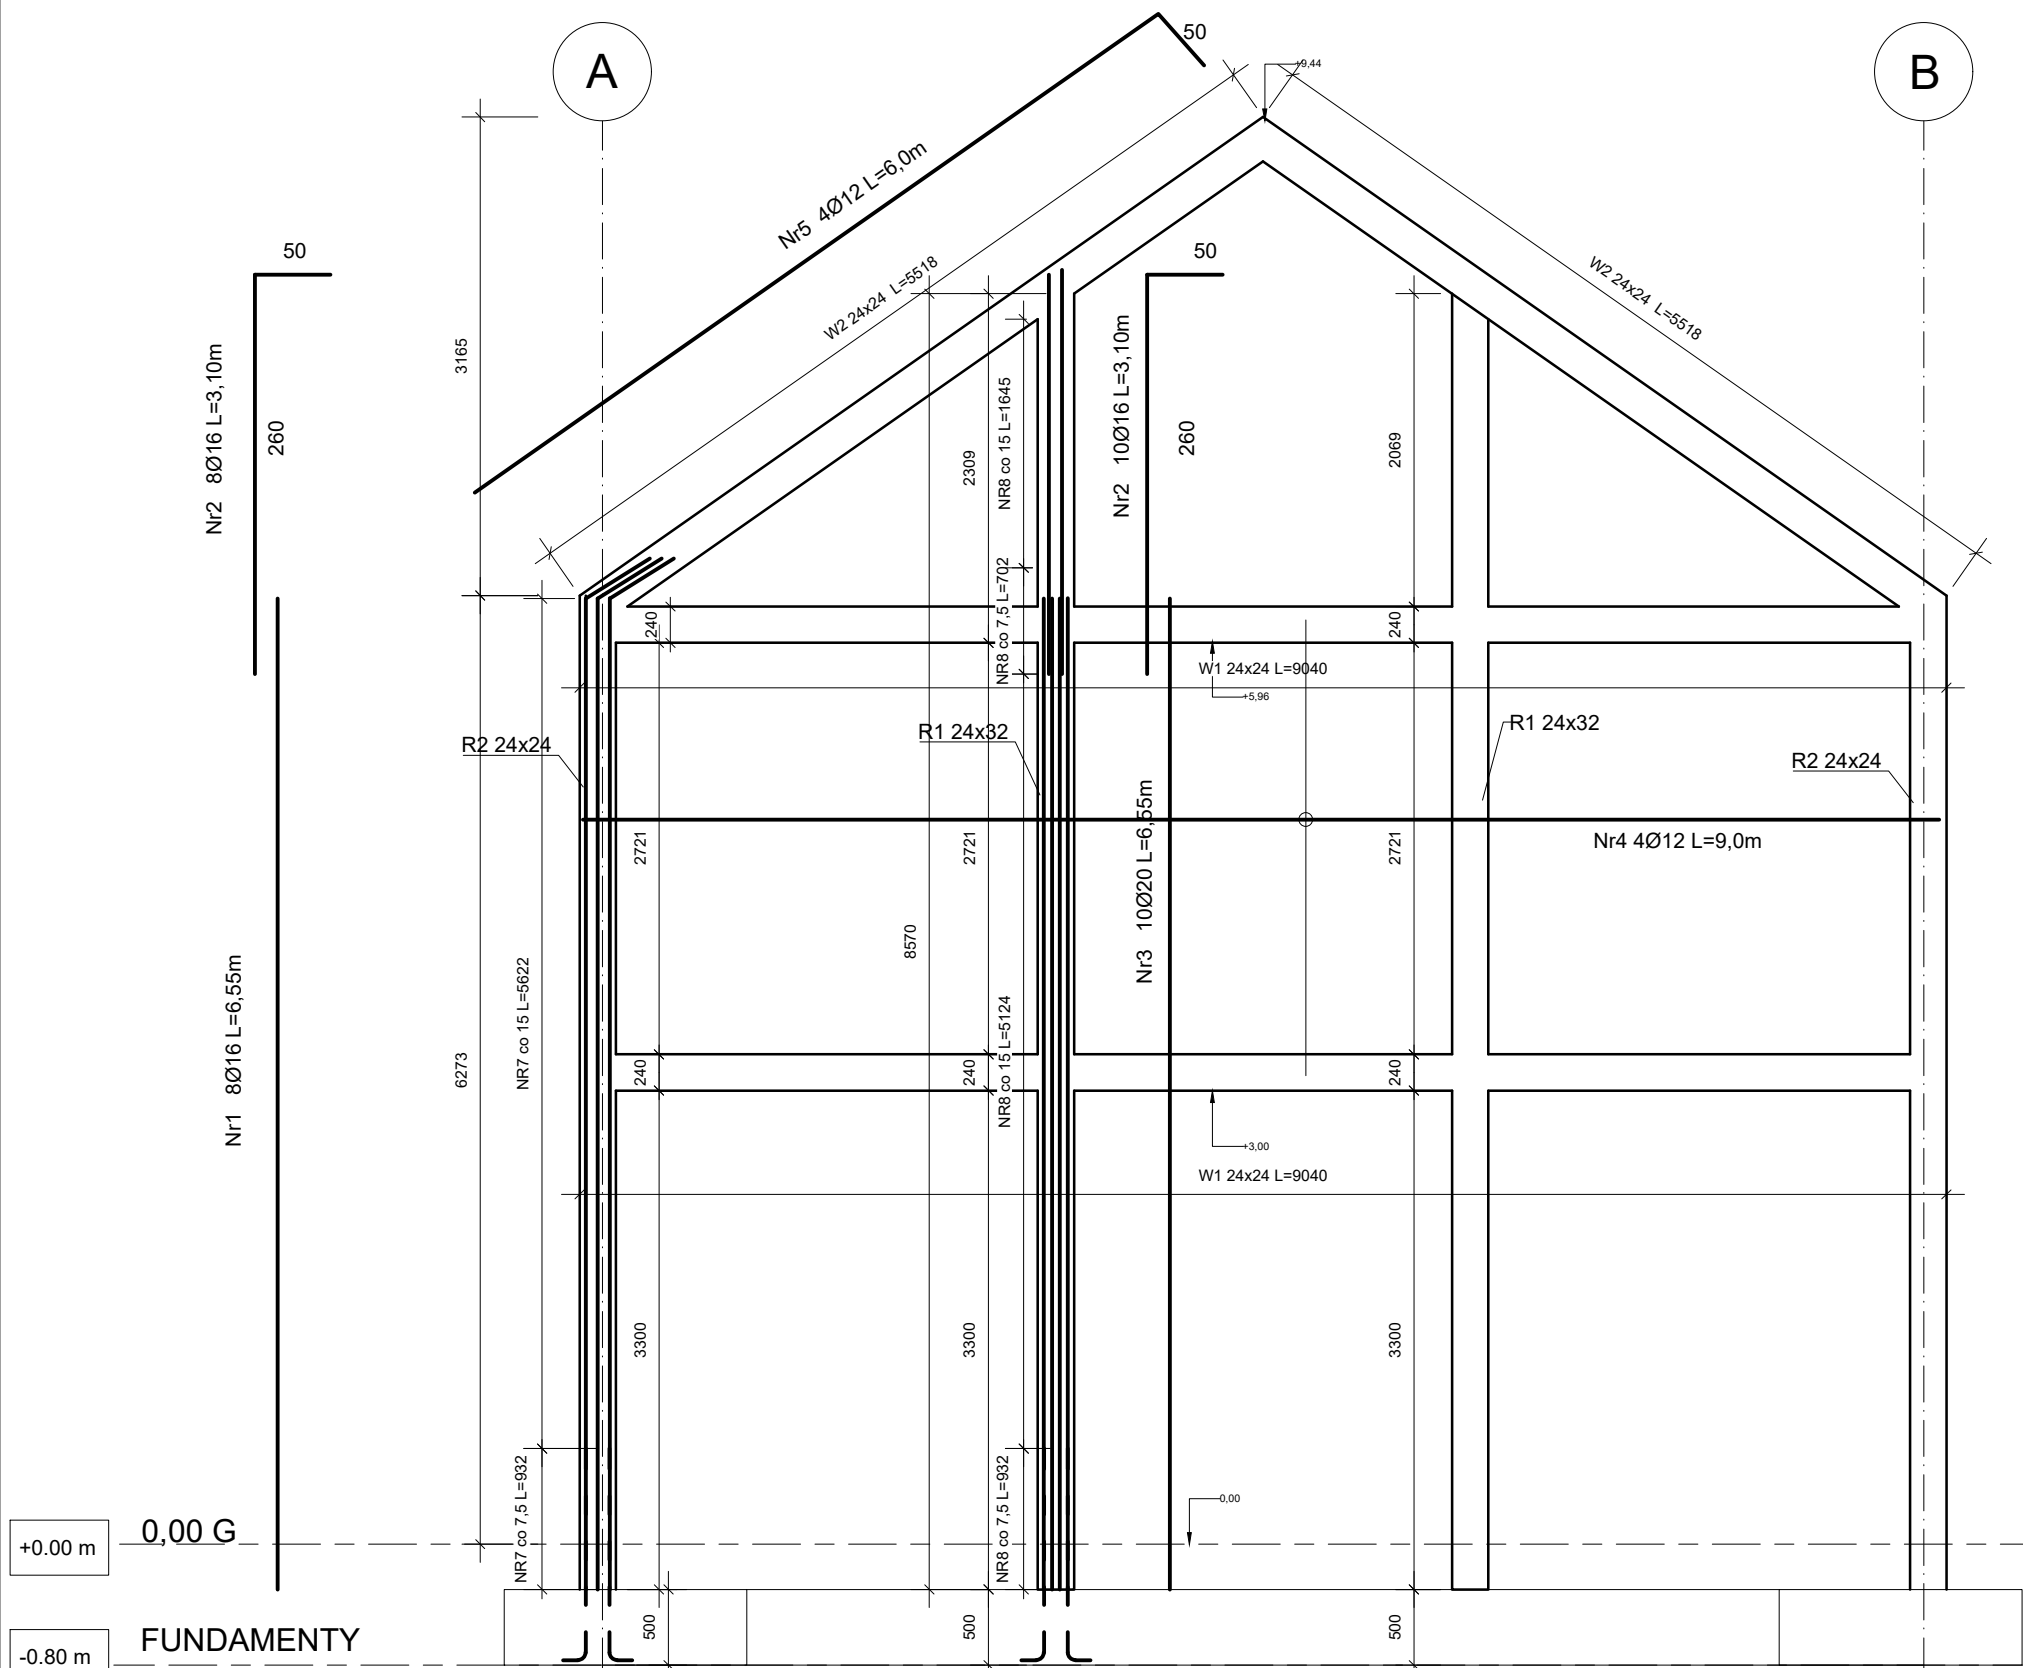 A
B
50
+9,44
Nr5 4Ø12 L=6,0m
W2 24x24 L=5518
W2 24x24 L=5518
50
50
3165
Nr2 8Ø16 L=3,10m
260
2309
NR8 co 15 L=1645
Nr2 10Ø16 L=3,10m
260
2069
NR8 co 7,5 L=702
240
240
W1 24x24 L=9040
+5,96
R2 24x24
R1 24x32
R1 24x32
R2 24x24
2721
2721
2721
Nr4 4Ø12 L=9,0m
Nr3 10Ø20 L=6,55m
8570
Nr1 8Ø16 L=6,55m
NR7 co 15 L=5622
6273
NR8 co 15 L=5124
240
240
240
+3,00
W1 24x24 L=9040
3300
3300
3300
NR7 co 7,5 L=932
NR8 co 7,5 L=932
0,00
+0.00 m
0,00 G
500
500
500
-0.80 m
FUNDAMENTY